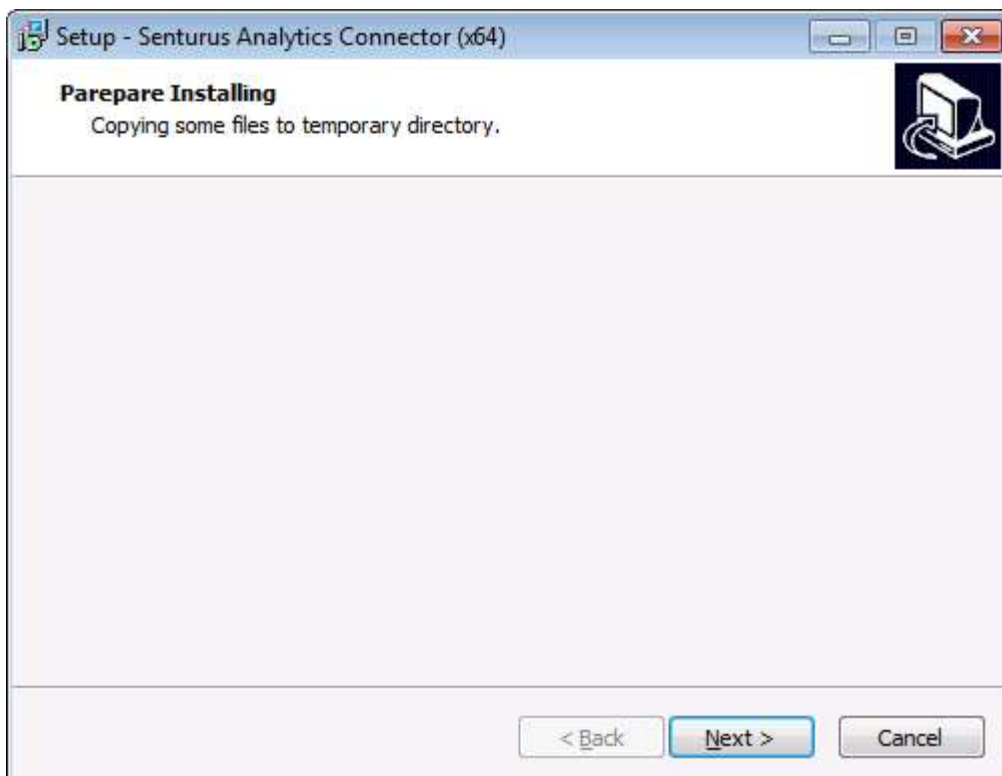 Setup - Senturus Analytics Connector (x64)
Parepare Installing
Copying some files to temporary directory.
< Back
Next >
Cancel